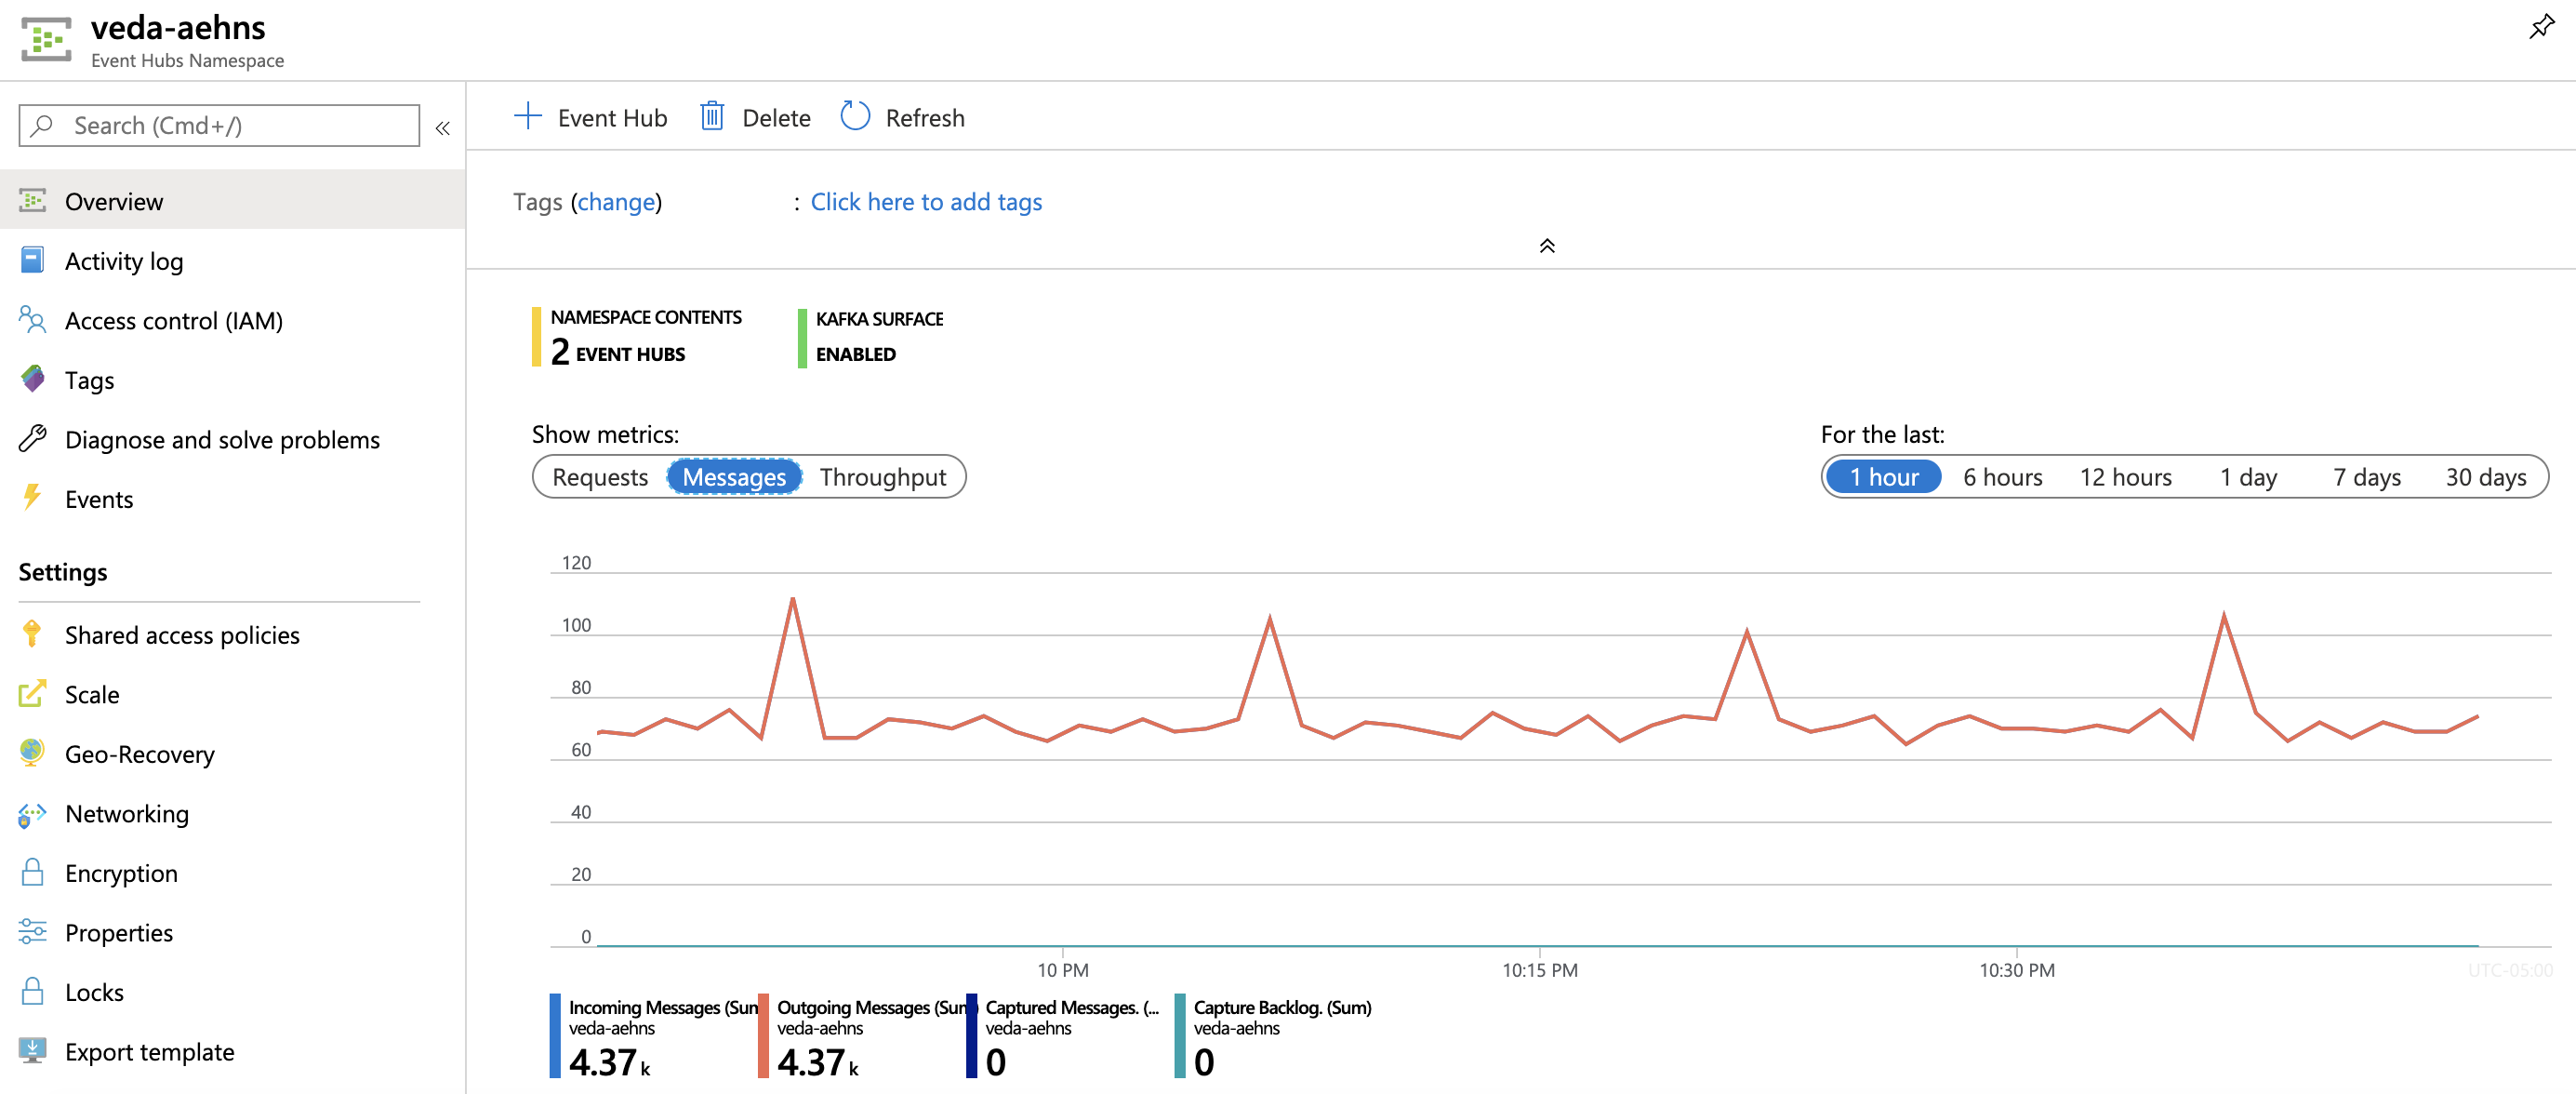 veda-aehns
Event Hubs Namespace
Search (Cmd+/)
«
Overview
Activity log
Access control (IAM)
Tags
Diagnose and solve problems
Events
Settings
Shared access policies
Scale
Geo-Recovery
Networking
Encryption
Properties
Locks
Export template
Event Hub Delete Refresh
Tags (change) : Click here to add tags
NAMESPACE CONTENTS
2 EVENT HUBS
KAFKA SURFACE
ENABLED
Show metrics:
Requests Messages Throughput
For the last:
1 hour 6 hours 12 hours 1 day 7 days 30 days
120
100
80
60
40
20
0
10 PM 10:15 PM 10:30 PM UTC-05:00
Incoming Messages (Sum
veda-aehns
4.37 k
Outgoing Messages (Sum)
veda-aehns
4.37 k
Captured Messages. (...
veda-aehns
0
Capture Backlog. (Sum)
veda-aehns
0